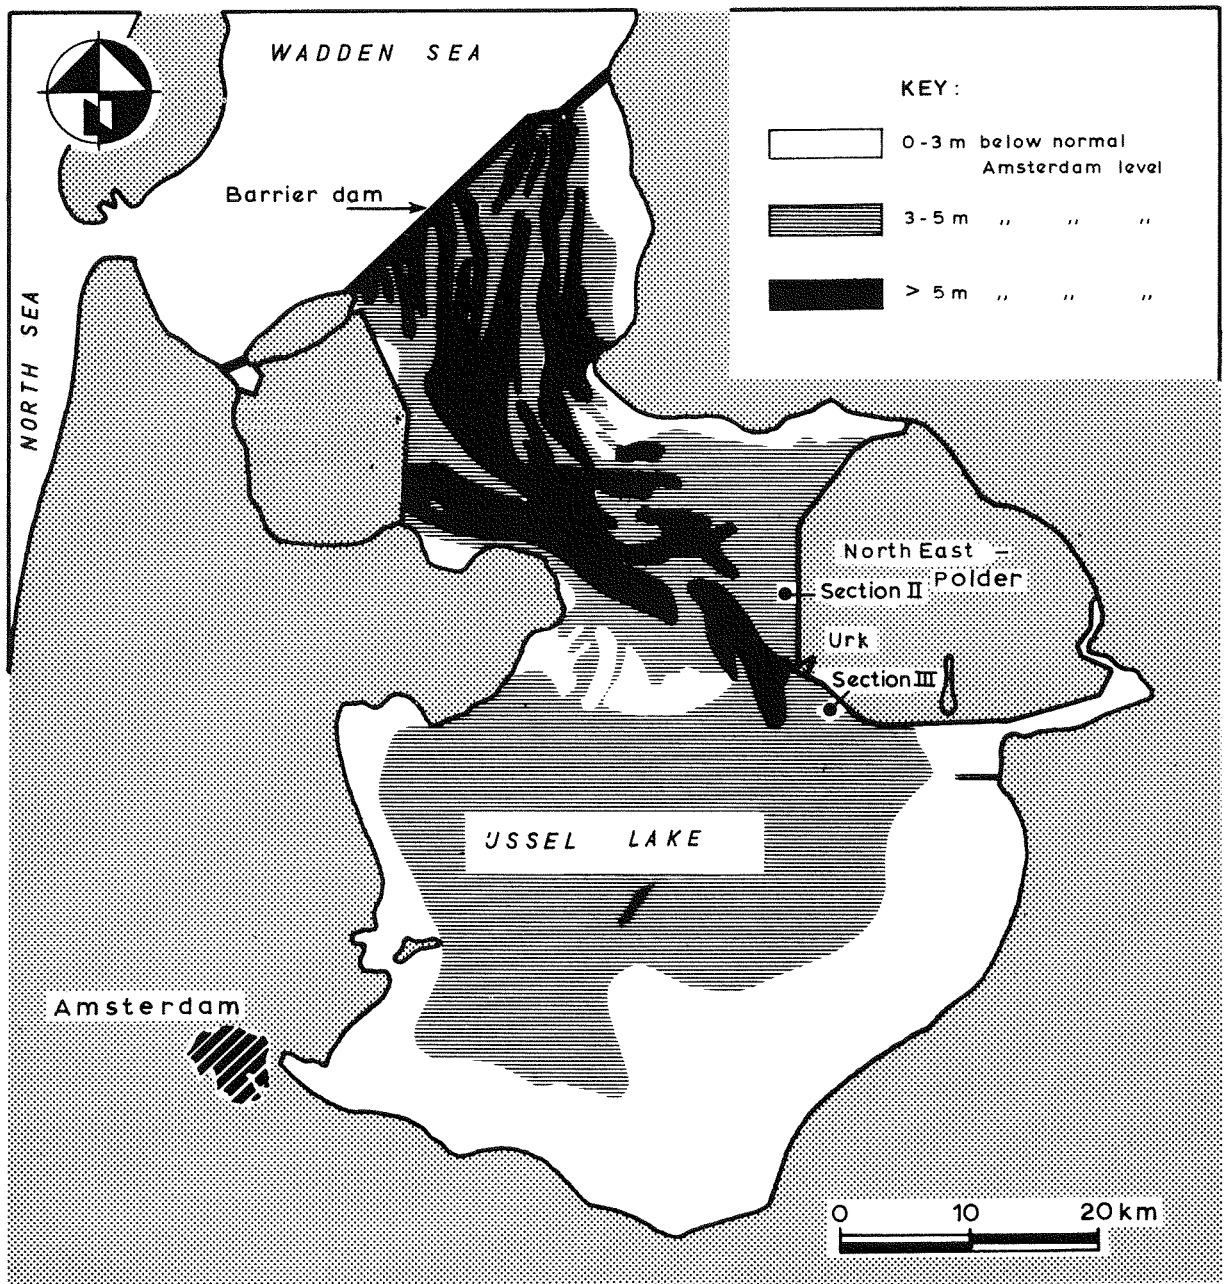 WADDEN SEA
N
KEY:
0-3 m below normal
Amsterdam level
3-5 m ,, ,, ,,
> 5 m ,, ,, ,,
Barrier dam
NORTH SEA
North East -
Polder
Section II
Urk
Section III
IJSSEL LAKE
Amsterdam
0 10 20 km